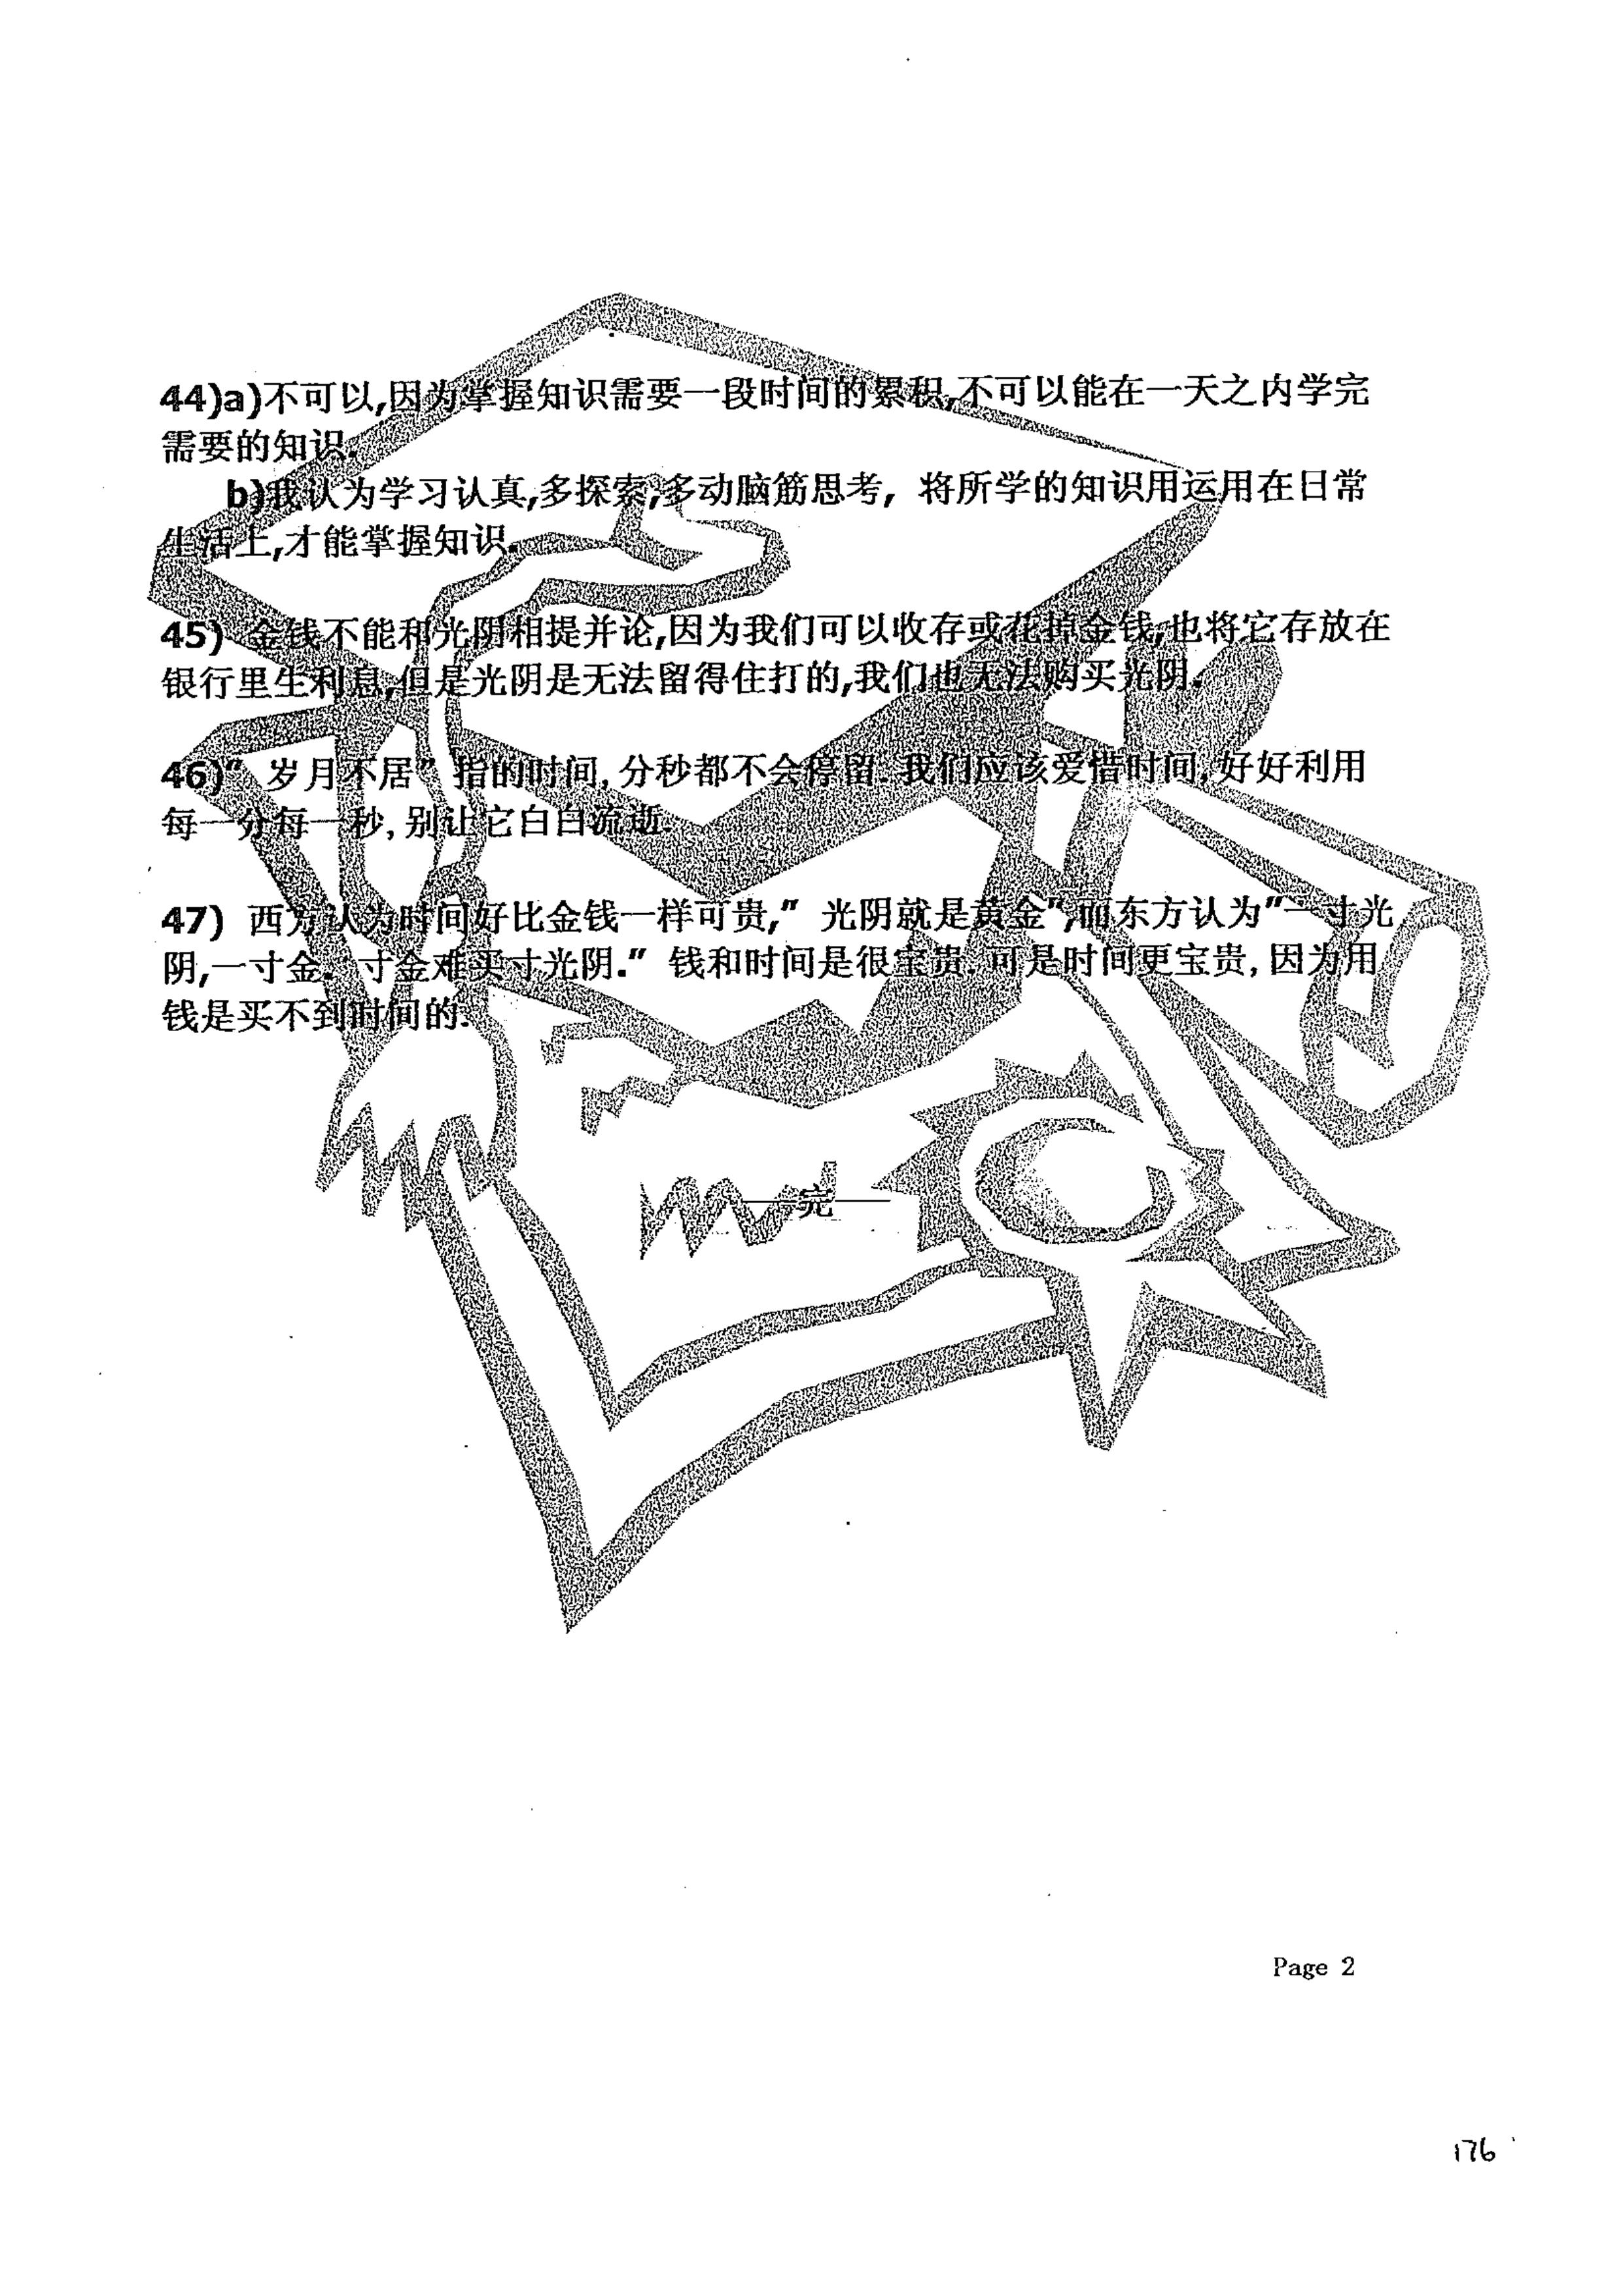 44)a)不可以,因为掌握知识需要一段时间的累积,不可以能在一天之内学完
需要的知识.
b)我认为学习认真,多探索,多动脑筋思考, 将所学的知识用运用在日常
生活上,才能掌握知识.
45) 金钱不能和光阴相提并论,因为我们可以收存或花掉金钱,也将它存放在
银行里生利息,但是光阴是无法留得住打的,我们也无法购买光阴.
46)" 岁月不居" 指的时间, 分秒都不会停留. 我们应该爱惜时间, 好好利用
每一分每一秒, 别让它白白流逝.
47) 西方认为时间好比金钱一样可贵," 光阴就是黄金",而东方认为"一寸光
阴,一寸金. 寸金难买寸光阴." 钱和时间是很宝贵. 可是时间更宝贵, 因为用
钱是买不到时间的.
——完——
Page 2
176